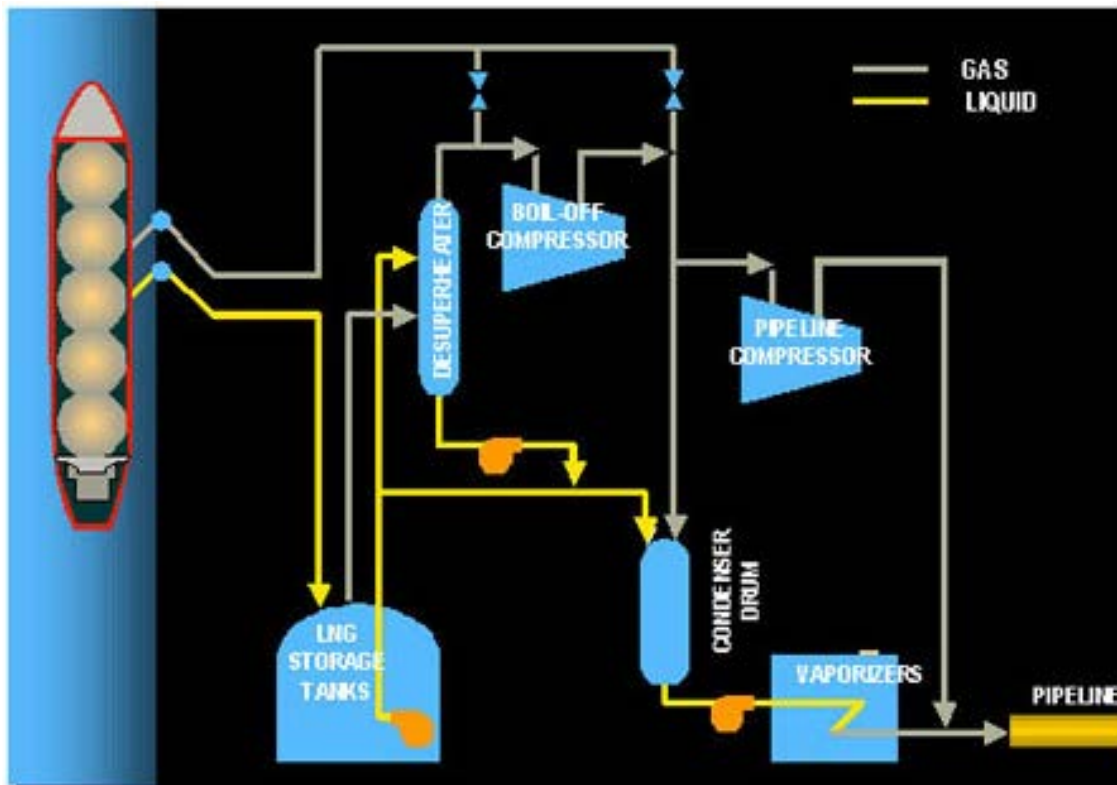 GAS
LIQUID
BOIL-OFF
COMPRESSOR
DESUPERHEATER
PIPELINE
COMPRESSOR
CONDENSER
DRUM
LNG
STORAGE
TANKS
VAPORIZERS
PIPELINE